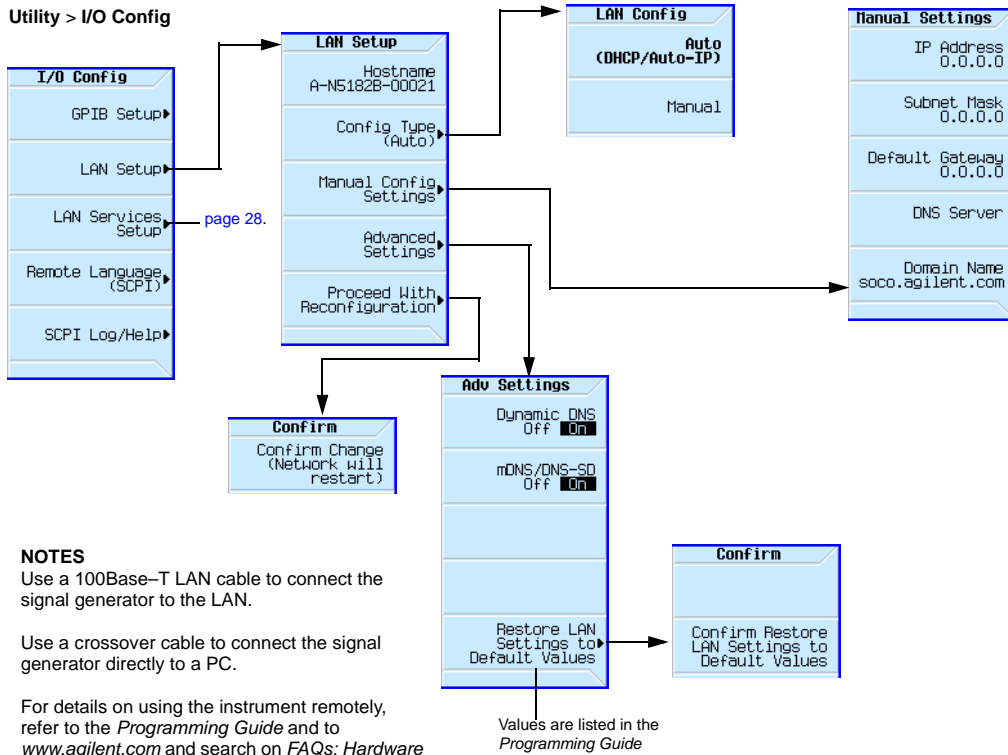 Utility > I/O Config
I/O Config
GPIB Setup
LAN Setup
LAN Services
Setup
page 28.
Remote Language
(SCPI)
SCPI Log/Help
LAN Setup
Hostname
A-N5182B-00021
Config Type
(Auto)
Manual Config
Settings
Advanced
Settings
Proceed With
Reconfiguration
LAN Config
Auto
(DHCP/Auto-IP)
Manual
Manual Settings
IP Address
0.0.0.0
Subnet Mask
0.0.0.0
Default Gateway
0.0.0.0
DNS Server
Domain Name
soco.agilent.com
Confirm
Confirm Change
(Network will
restart)
Adv Settings
Dynamic DNS
Off On
mDNS/DNS-SD
Off On
Restore LAN
Settings to
Default Values
Confirm
Confirm Restore
LAN Settings to
Default Values
Values are listed in the
Programming Guide
NOTES
Use a 100Base–T LAN cable to connect the
signal generator to the LAN.
Use a crossover cable to connect the signal
generator directly to a PC.
For details on using the instrument remotely,
refer to the Programming Guide and to
www.agilent.com and search on FAQs: Hardware